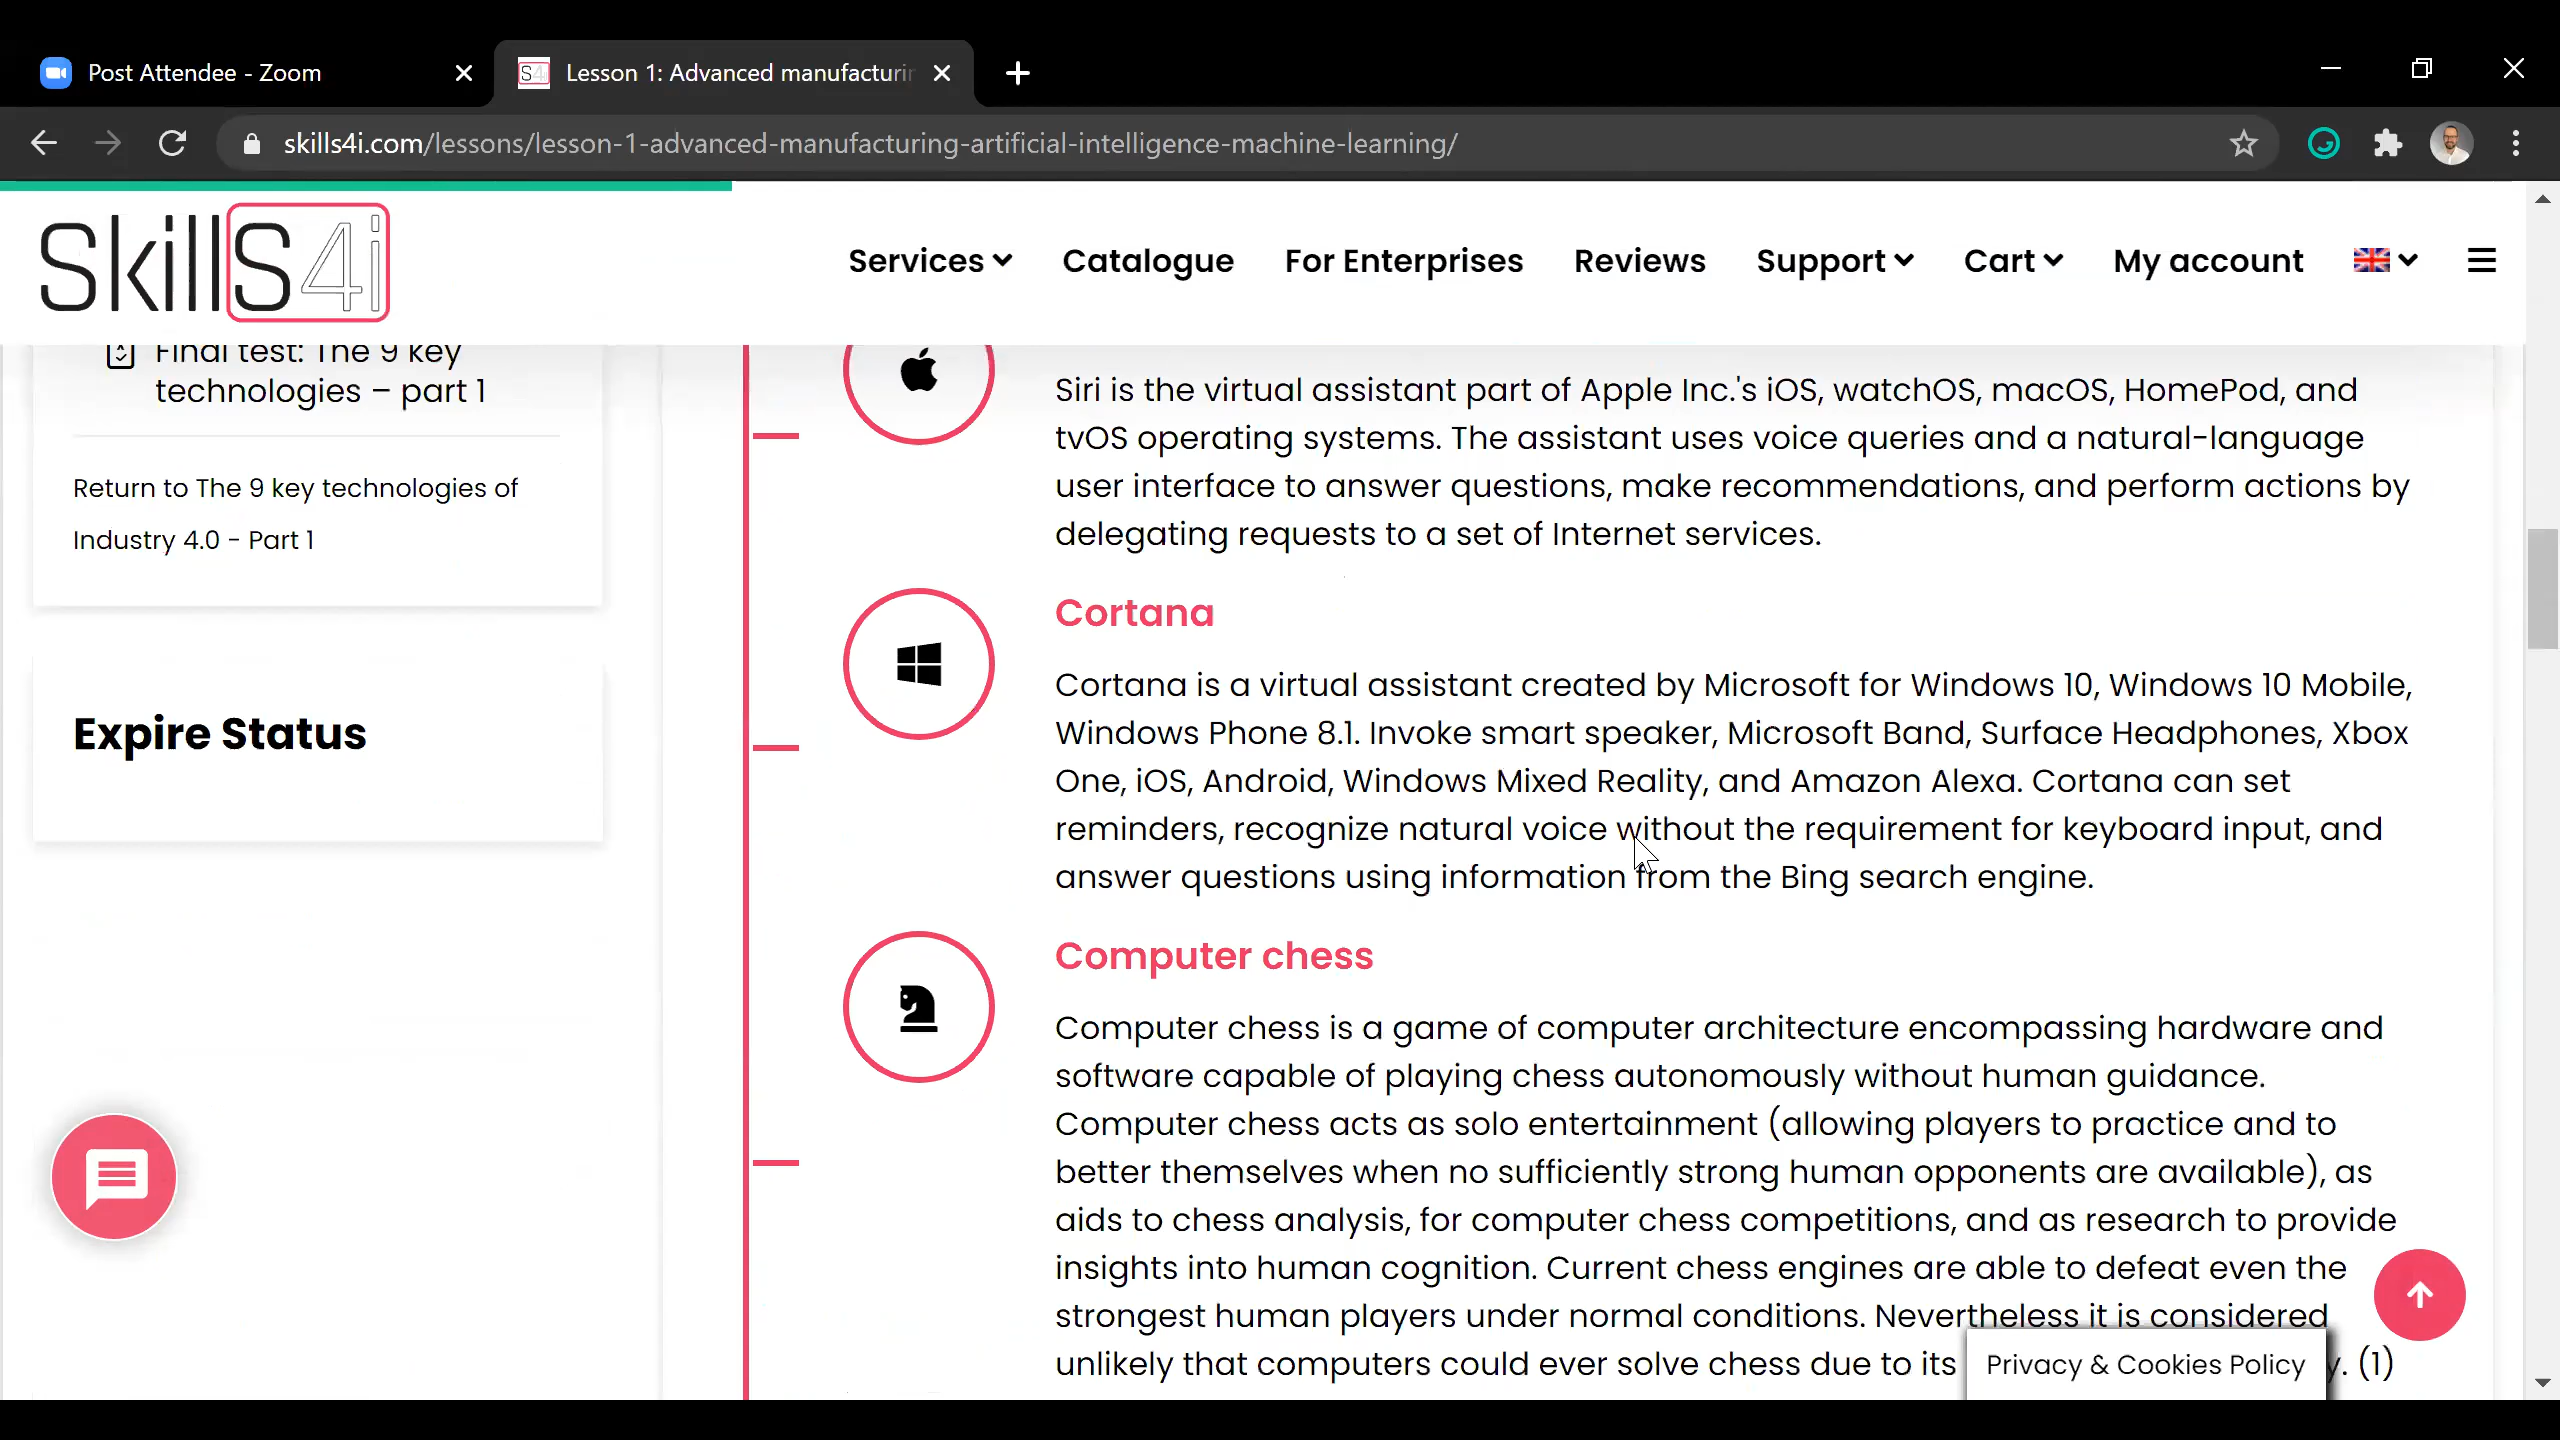 Post Attendee - Zoom
Lesson 1: Advanced manufacturin
skills4i.com/lessons/lesson-1-advanced-manufacturing-artificial-intelligence-machine-learning/
SkillS4i
Services
Catalogue
For Enterprises
Reviews
Support
Cart
My account
Final test: The 9 key
technologies – part 1
Return to The 9 key technologies of
Industry 4.0 - Part 1
Expire Status
Siri is the virtual assistant part of Apple Inc.'s iOS, watchOS, macOS, HomePod, and
tvOS operating systems. The assistant uses voice queries and a natural-language
user interface to answer questions, make recommendations, and perform actions by
delegating requests to a set of Internet services.
Cortana
Cortana is a virtual assistant created by Microsoft for Windows 10, Windows 10 Mobile,
Windows Phone 8.1. Invoke smart speaker, Microsoft Band, Surface Headphones, Xbox
One, iOS, Android, Windows Mixed Reality, and Amazon Alexa. Cortana can set
reminders, recognize natural voice without the requirement for keyboard input, and
answer questions using information from the Bing search engine.
Computer chess
Computer chess is a game of computer architecture encompassing hardware and
software capable of playing chess autonomously without human guidance.
Computer chess acts as solo entertainment (allowing players to practice and to
better themselves when no sufficiently strong human opponents are available), as
aids to chess analysis, for computer chess competitions, and as research to provide
insights into human cognition. Current chess engines are able to defeat even the
strongest human players under normal conditions. Nevertheless it is considered
unlikely that computers could ever solve chess due to its
y. (1)
Privacy & Cookies Policy